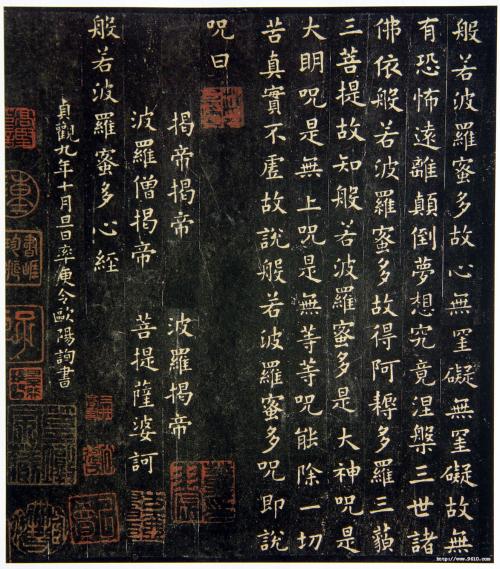 般若波羅蜜多故心無罣礙無罣礙故無
有恐怖遠離顛倒夢想究竟涅槃三世諸
佛依般若波羅蜜多故得阿耨多羅三藐
三菩提故知般若波羅蜜多是大神呪是
大明呪是無上呪是無等等呪能除一切
苦真實不虛故說般若波羅蜜多呪即說
呪曰
揭帝揭帝 波羅揭帝
波羅僧揭帝 菩提薩婆訶
般若波羅蜜多心經
貞觀九年十月旦日率更令歐陽詢書
http://www.9610.com